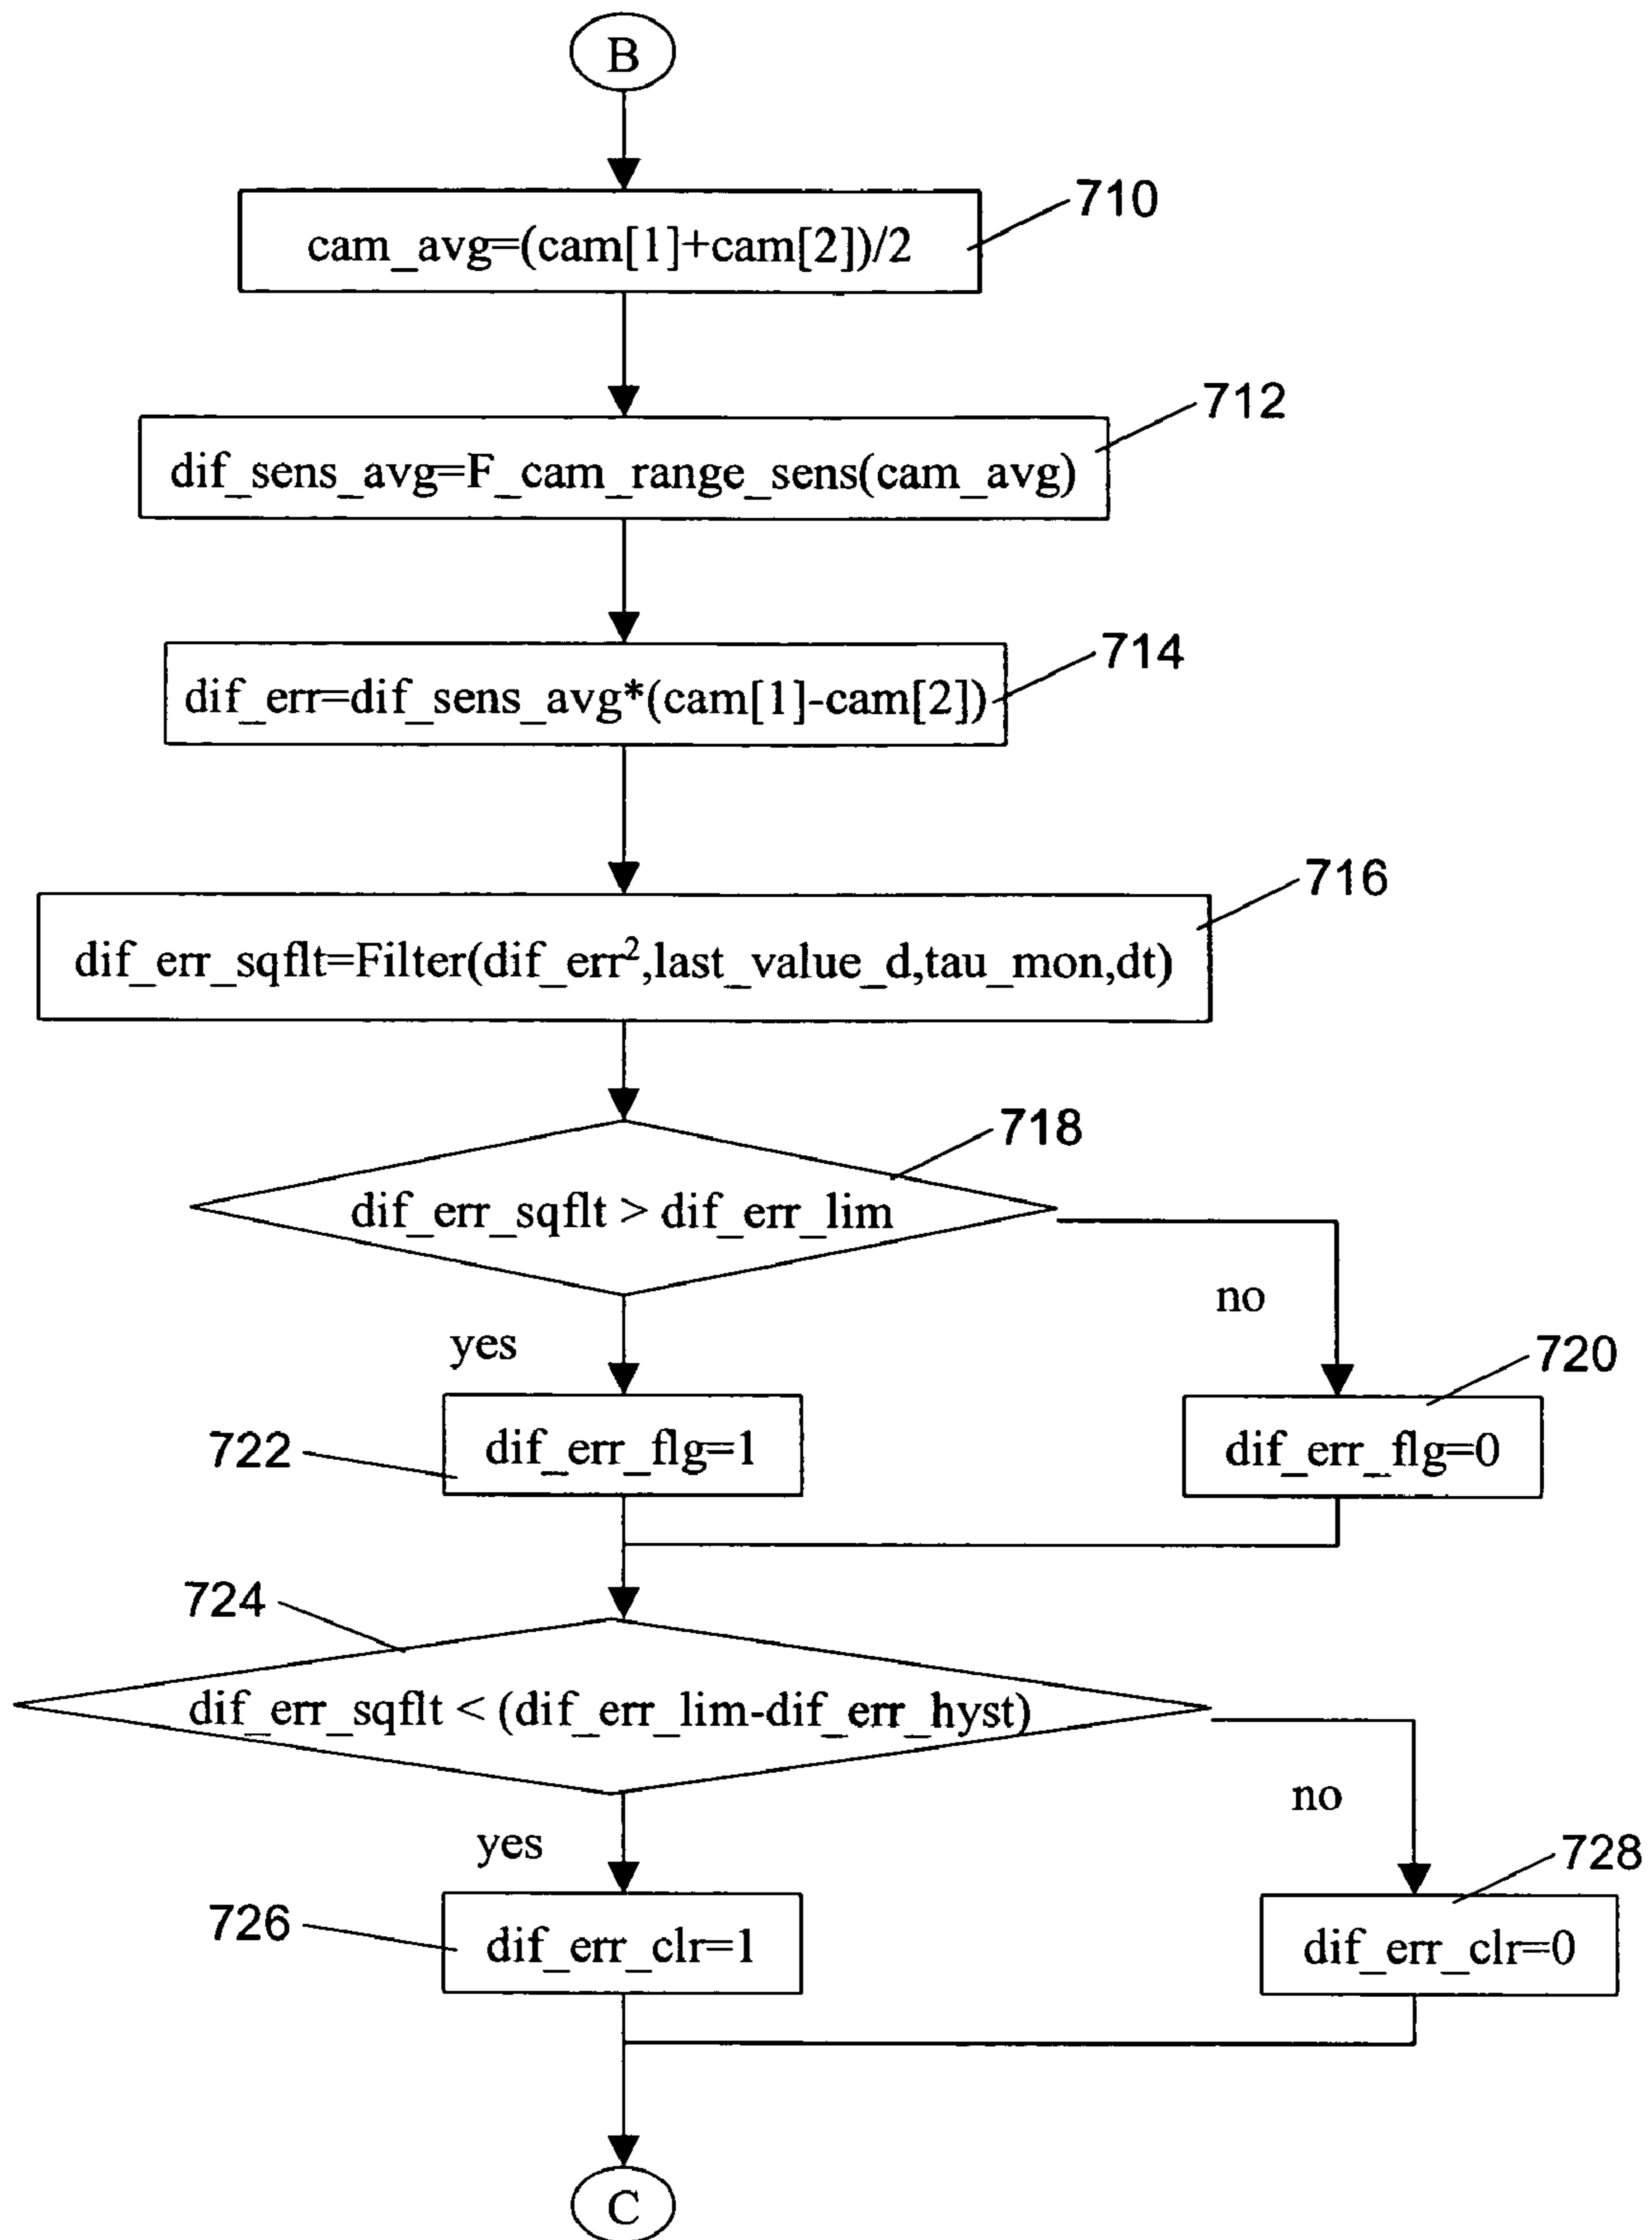 B
710
cam_avg=(cam[1]+cam[2])/2
712
dif_sens_avg=F_cam_range_sens(cam_avg)
714
dif_err=dif_sens_avg*(cam[1]-cam[2])
716
dif_err_sqflt=Filter(dif_err²,last_value_d,tau_mon,dt)
718
dif_err_sqflt > dif_err_lim
no
yes
720
722
dif_err_flg=1
dif_err_flg=0
724
dif_err_sqflt < (dif_err_lim-dif_err_hyst)
no
yes
728
726
dif_err_clr=1
dif_err_clr=0
C